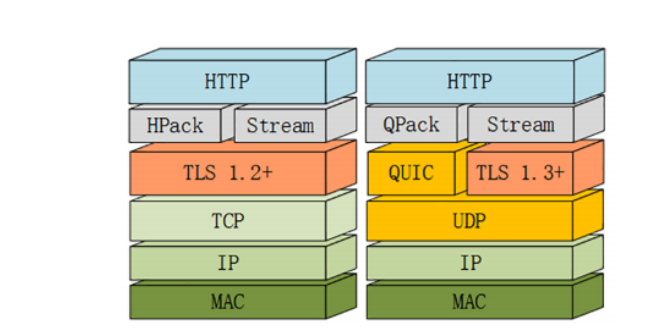 HTTP
HPack Stream
TLS 1.2+
TCP
IP
MAC
HTTP
QPack Stream
QUIC TLS 1.3+
UDP
IP
MAC